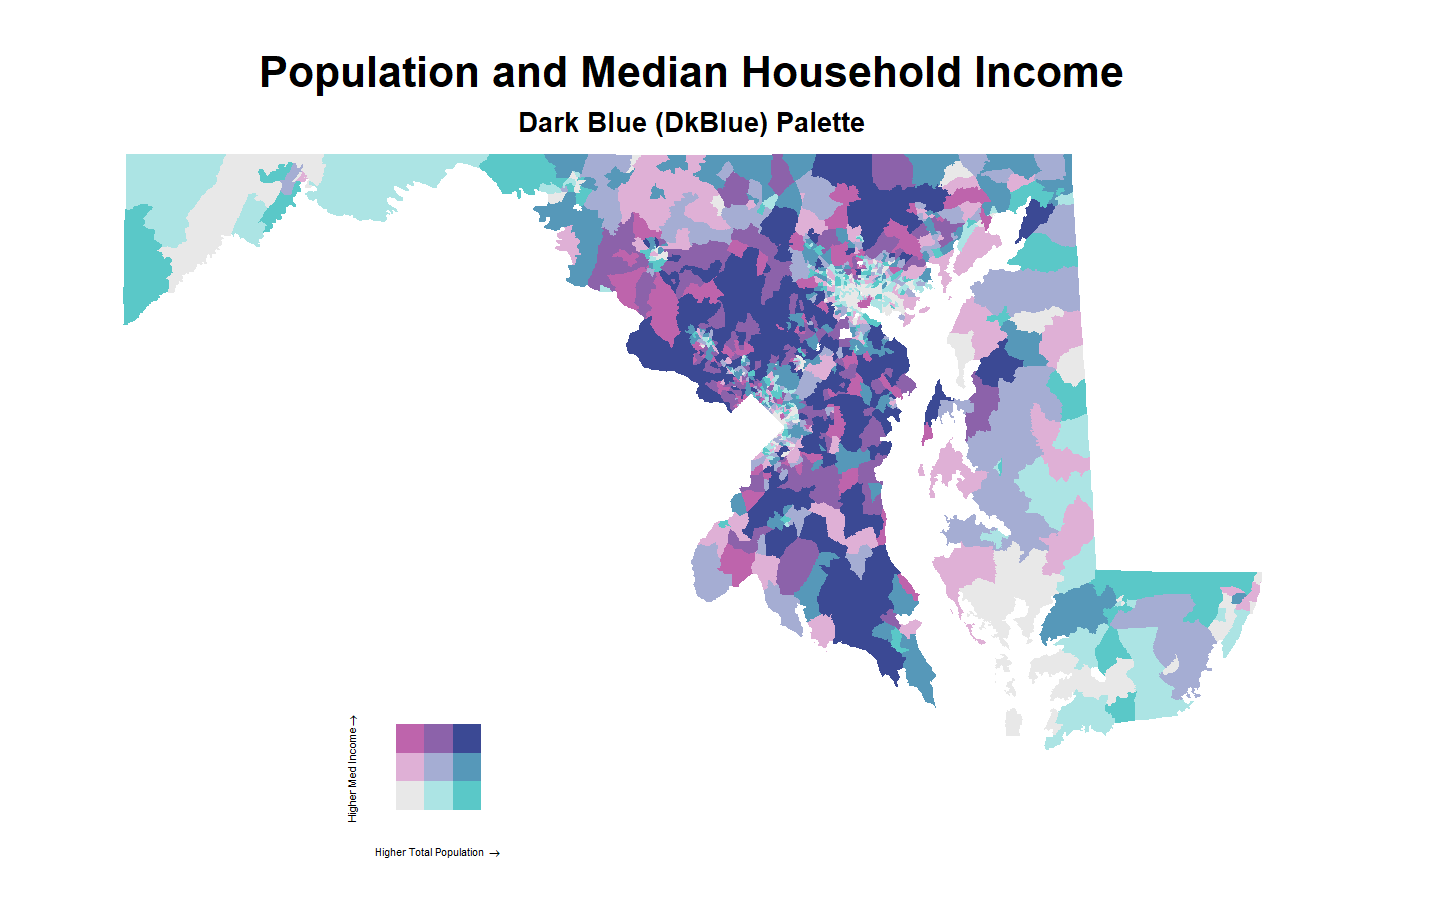 Population and Median Household Income
Dark Blue (DkBlue) Palette
Higher Med Income →
Higher Total Population →